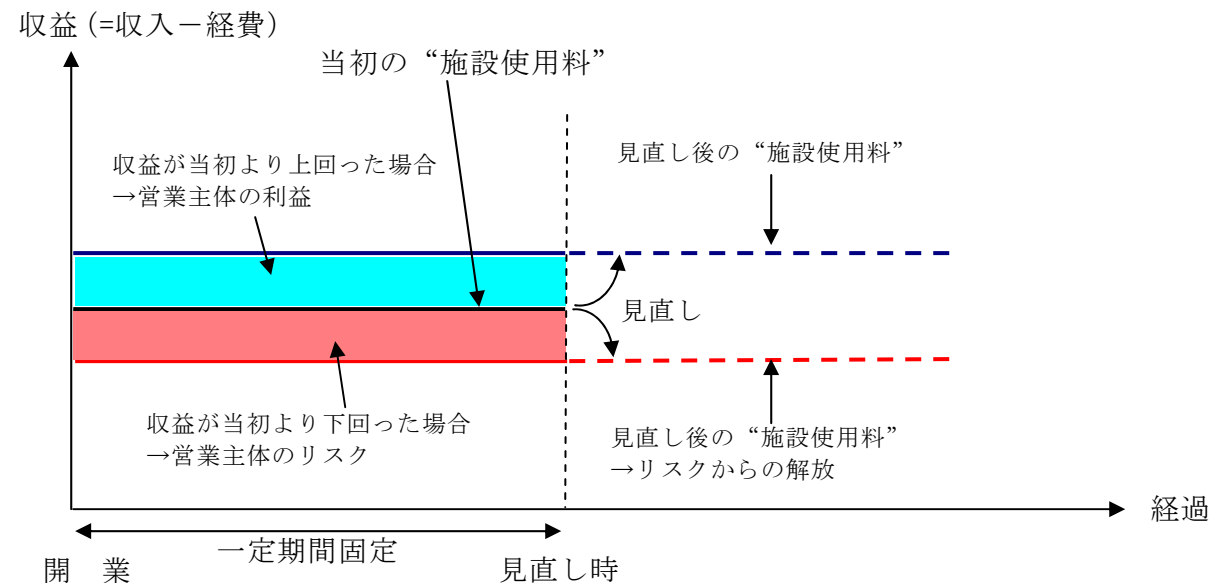 収益（=収入－経費）
当初の“施設使用料”
収益が当初より上回った場合
→営業主体の利益
見直し後の“施設使用料”
見直し
収益が当初より下回った場合
→営業主体のリスク
見直し後の“施設使用料”
→リスクからの解放
経過
一定期間固定
開　業
見直し時